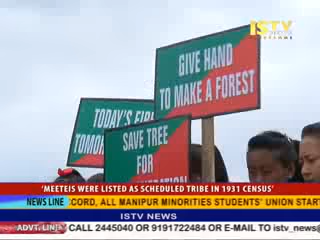 ISTV
NETWORK
GIVE HAND
TO MAKE A FOREST
TODAY'S
SAVE TREE
FOR
'MEETEIS WERE LISTED AS SCHEDULED TRIBE IN 1931 CENSUS'
NEWS LINE
CORD, ALL MANIPUR MINORITIES STUDENTS' UNION START
ISTV NEWS
ADVT.LINE
CALL 2445040 OR 9191722484 OR E-MAIL TO istv_news@